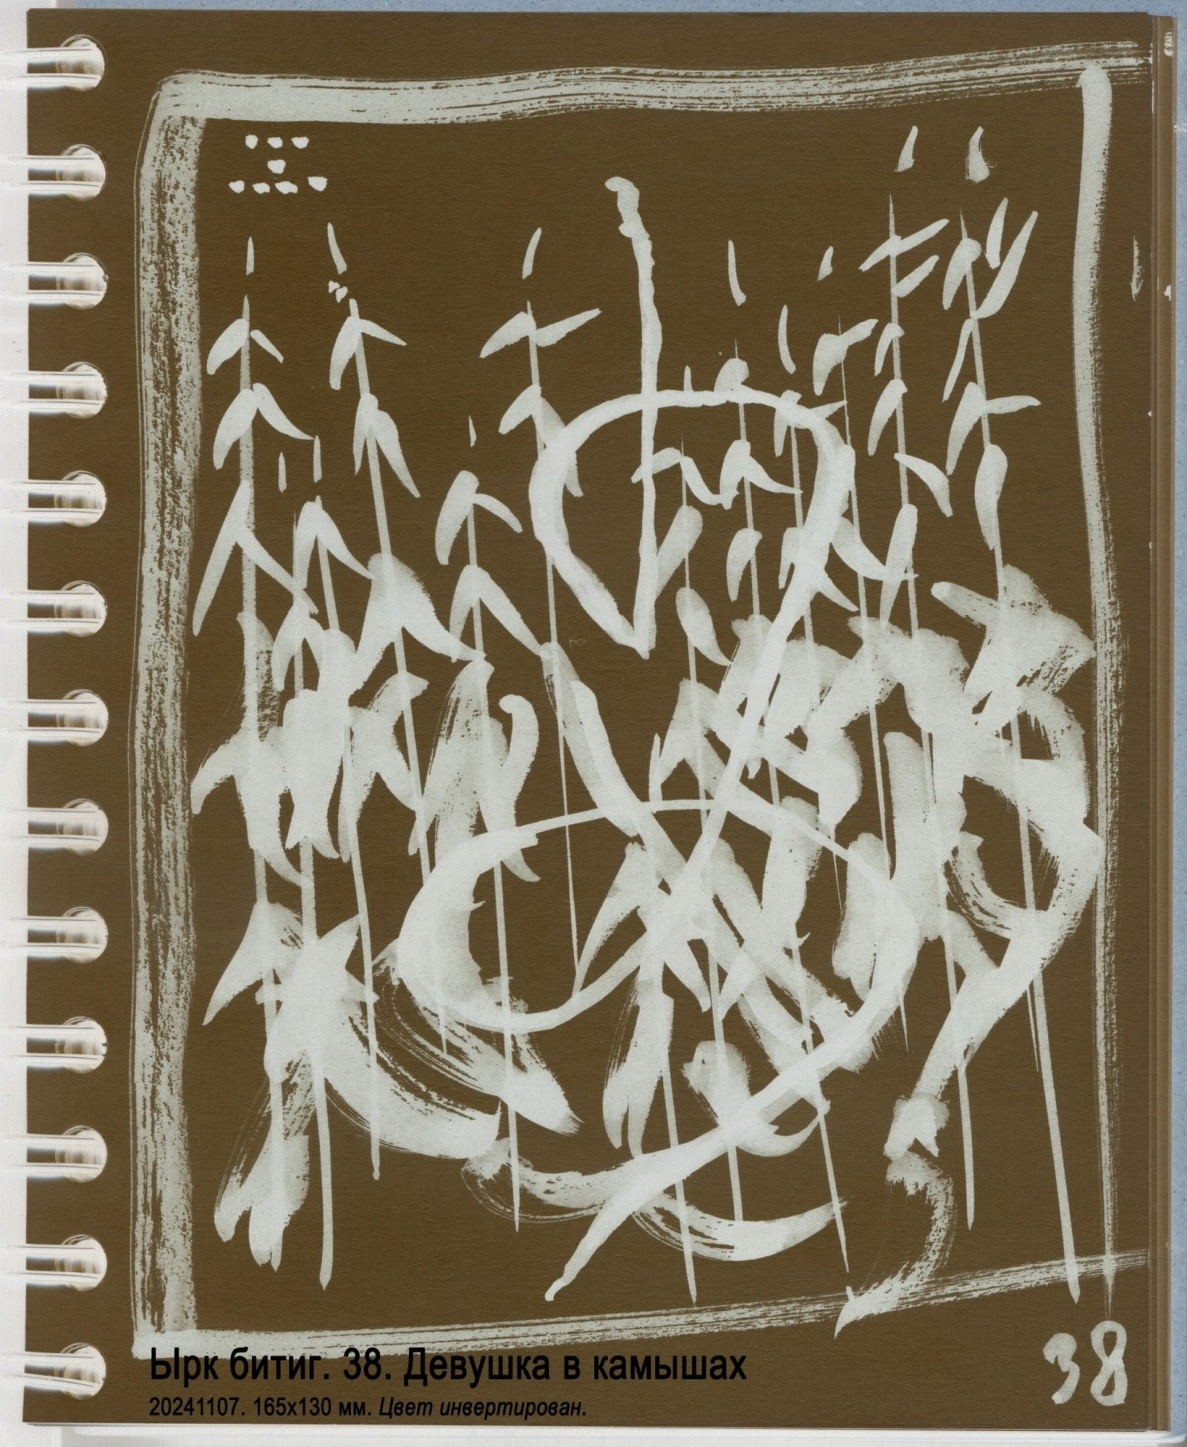 38
Ырк битиг. 38. Девушка в камышах
20241107. 165x130 мм. Цвет инвертирован.